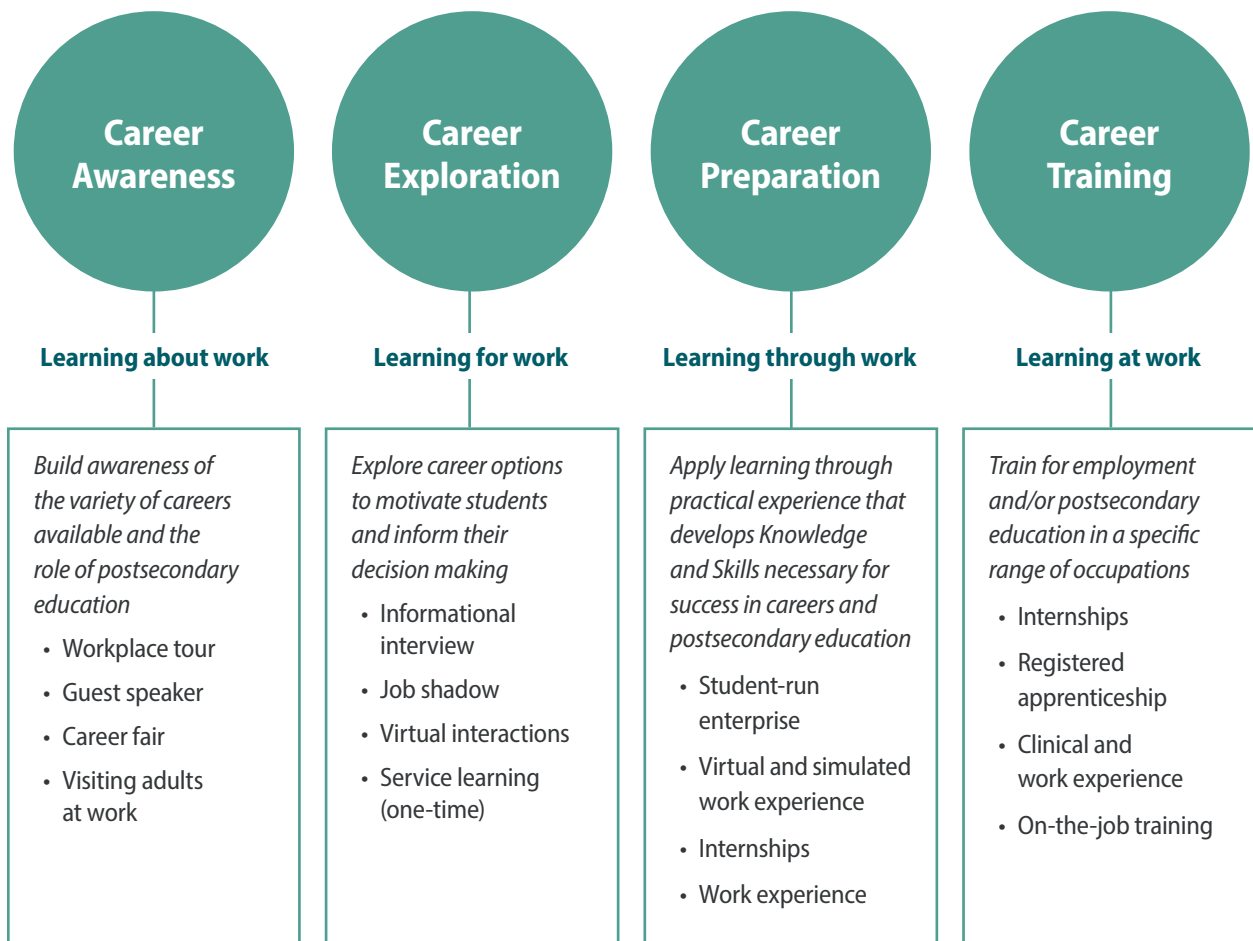 Career
Awareness
Learning about work
Build awareness of
the variety of careers
available and the
role of postsecondary
education
• Workplace tour
• Guest speaker
• Career fair
• Visiting adults
at work
Career
Exploration
Learning for work
Explore career options
to motivate students
and inform their
decision making
• Informational
interview
• Job shadow
• Virtual interactions
• Service learning
(one-time)
Career
Preparation
Learning through work
Apply learning through
practical experience that
develops Knowledge
and Skills necessary for
success in careers and
postsecondary education
• Student-run
enterprise
• Virtual and simulated
work experience
• Internships
• Work experience
Career
Training
Learning at work
Train for employment
and/or postsecondary
education in a specific
range of occupations
• Internships
• Registered
apprenticeship
• Clinical and
work experience
• On-the-job training